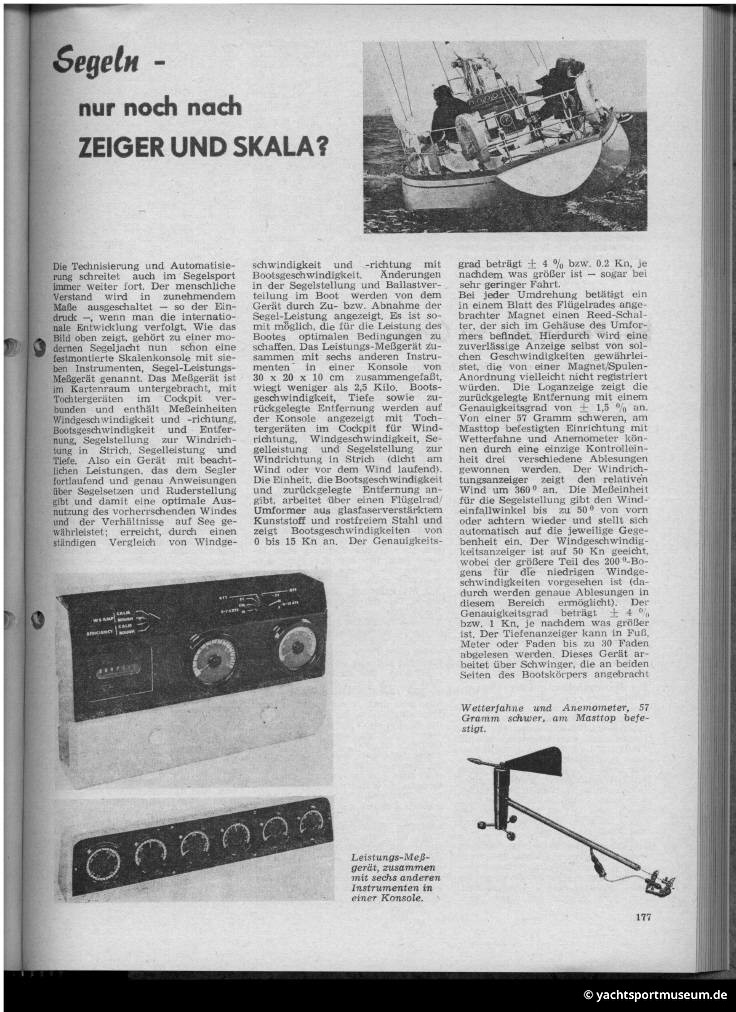 Segeln -
nur noch nach
ZEIGER UND SKALA?
Die Technisierung und Automatisie-
rung schreitet auch im Segelsport
immer weiter fort. Der menschliche
Verstand wird in zunehmendem
Maße ausgeschaltet — so der Ein-
druck —, wenn man die internatio-
nale Entwicklung verfolgt. Wie das
Bild oben zeigt, gehört zu einer mo-
dernen Segeljacht nun schon eine
festmontierte Skalenkonsole mit sie-
ben Instrumenten, Segel-Leistungs-
Meßgerät genannt. Das Meßgerät ist
im Kartenraum untergebracht, mit
Tochtergeräten im Cockpit ver-
bunden und enthält Meßeinheiten
Windgeschwindigkeit und -richtung,
Bootsgeschwindigkeit und Entfer-
nung, Segelstellung zur Windrich-
tung in Strich, Segelleistung und
Tiefe. Also ein Gerät mit beacht-
lichen Leistungen, das dem Segler
fortlaufend und genau Anweisungen
über Segelsetzen und Ruderstellung
gibt und damit eine optimale Aus-
nutzung des vorherrschenden Windes
und der Verhältnisse auf See ge-
währleistet; erreicht, durch einen
ständigen Vergleich von Windge-
schwindigkeit und -richtung mit
Bootsgeschwindigkeit. Änderungen
in der Segelstellung und Ballastver-
teilung im Boot werden von dem
Gerät durch Zu- bzw. Abnahme der
Segel-Leistung angezeigt. Es ist so-
mit möglich, die für die Leistung des
Bootes optimalen Bedingungen zu
schaffen. Das Leistungs-Meßgerät zu-
sammen mit sechs anderen Instru-
menten in einer Konsole von
30 x 20 x 10 cm zusammengefaßt,
wiegt weniger als 2,5 Kilo. Boots-
geschwindigkeit, Tiefe sowie zu-
rückgelegte Entfernung werden auf
der Konsole angezeigt mit Toch-
tergeräten im Cockpit für Wind-
richtung, Windgeschwindigkeit, Se-
gelleistung und Segelstellung zur
Windrichtung in Strich (dicht am
Wind oder vor dem Wind laufend).
Die Einheit, die Bootsgeschwindigkeit
und zurückgelegte Entfernung an-
gibt, arbeitet über einen Flügelrad/
Umformer aus glasfaserverstärktem
Kunststoff und rostfreiem Stahl und
zeigt Bootsgeschwindigkeiten von
0 bis 15 Kn an. Der Genauigkeits-
grad beträgt ± 4 % bzw. 0.2 Kn, je
nachdem was größer ist — sogar bei
sehr geringer Fahrt.
Bei jeder Umdrehung betätigt ein
in einem Blatt des Flügelrades ange-
brachter Magnet einen Reed-Schal-
ter, der sich im Gehäuse des Umfor-
mers befindet. Hierdurch wird eine
zuverlässige Anzeige selbst von sol-
chen Geschwindigkeiten gewährlei-
stet, die von einer Magnet/Spulen-
Anordnung vielleicht nicht registriert
würden. Die Loganzeige zeigt die
zurückgelegte Entfernung mit einem
Genauigkeitsgrad von ± 1,5 % an.
Von einer 57 Gramm schweren, am
Masttop befestigten Einrichtung mit
Wetterfahne und Anemometer kön-
nen durch eine einzige Kontrollein-
heit drei verschiedene Ablesungen
gewonnen werden. Der Windrich-
tungsanzeiger zeigt den relativen
Wind um 360° an. Die Meßeinheit
für die Segelstellung gibt den Wind-
einfallwinkel bis zu 50° von vorn
oder achtern wieder und stellt sich
automatisch auf die jeweilige Gege-
benheit ein. Der Windgeschwindig-
keitsanzeiger ist auf 50 Kn geeicht,
wobei der größere Teil des 200°-Bo-
gens für die niedrigen Windge-
schwindigkeiten vorgesehen ist (da-
durch werden genaue Ablesungen in
diesem Bereich ermöglicht). Der
Genauigkeitsgrad beträgt ± 4 %
bzw. 1 Kn, je nachdem was größer
ist. Der Tiefenanzeiger kann in Fuß,
Meter oder Faden bis zu 30 Faden
abgelesen werden. Dieses Gerät ar-
beitet über Schwinger, die an beiden
Seiten des Bootskörpers angebracht
CALM
ROUGH
CALM
EFFICIENCY
ROUGH
OFF
Wetterfahne und Anemometer, 57
Gramm schwer, am Masttop befe-
stigt.
Leistungs-Meß-
gerät, zusammen
mit sechs anderen
Instrumenten in
einer Konsole.
177
© yachtsportmuseum.de